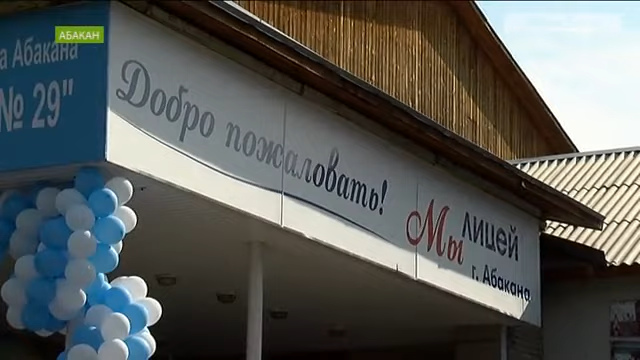 АБАКАН
а Абакана
№ 29"
Добро пожаловать!
Мы лицей
г. Абакана